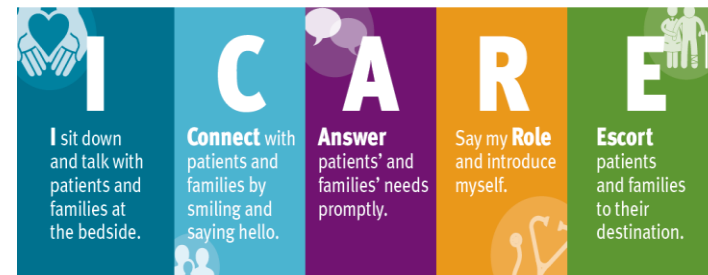 I
I sit down
and talk with
patients and
families at
the bedside.
C
Connect with
patients and
families by
smiling and
saying hello.
A
Answer
patients' and
families' needs
promptly.
R
Say my Role
and introduce
myself.
E
Escort
patients
and families
to their
destination.